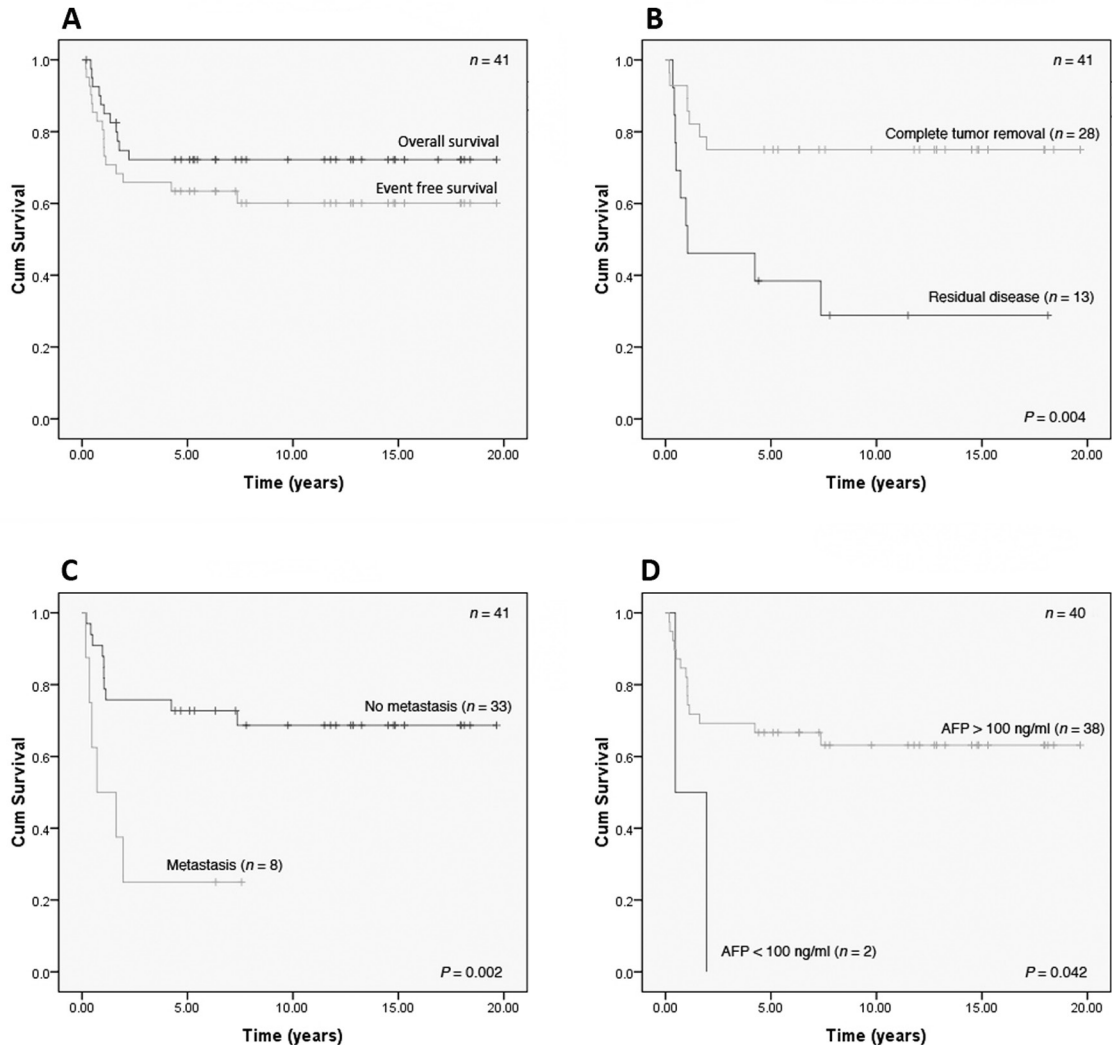 A
n = 41
Overall survival
Event free survival
1.0
0.8
0.6
0.4
0.2
0.0
Cum Survival
0.00 5.00 10.00 15.00 20.00
Time (years)
B
n = 41
Complete tumor removal (n = 28)
Residual disease (n = 13)
P = 0.004
1.0
0.8
0.6
0.4
0.2
0.0
Cum Survival
0.00 5.00 10.00 15.00 20.00
Time (years)
C
n = 41
No metastasis (n = 33)
Metastasis (n = 8)
P = 0.002
1.0
0.8
0.6
0.4
0.2
0.0
Cum Survival
0.00 5.00 10.00 15.00 20.00
Time (years)
D
n = 40
AFP > 100 ng/ml (n = 38)
AFP < 100 ng/ml (n = 2)
P = 0.042
1.0
0.8
0.6
0.4
0.2
0.0
Cum Survival
0.00 5.00 10.00 15.00 20.00
Time (years)